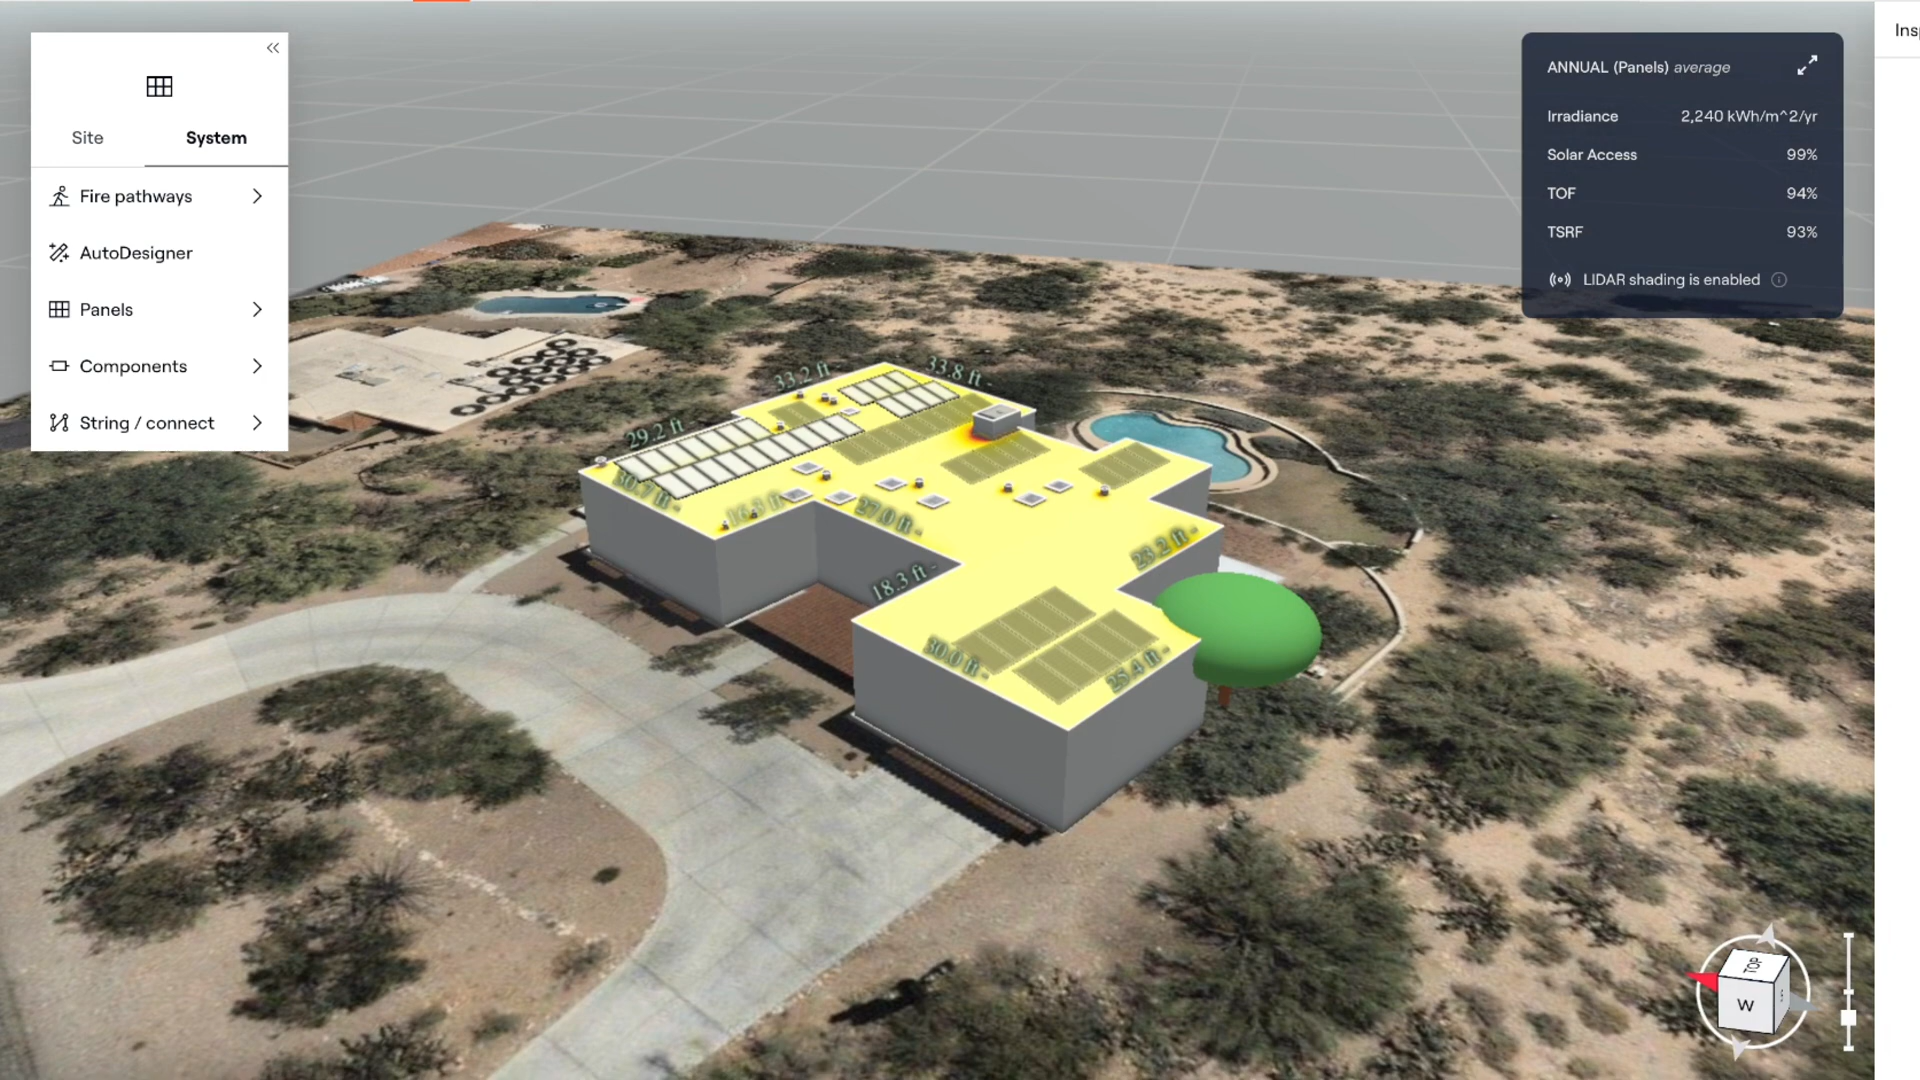 Site
System
Fire pathways
AutoDesigner
Panels
Components
String / connect
ANNUAL (Panels) average
Irradiance 2,240 kWh/m^2/yr
Solar Access 99%
TOF 94%
TSRF 93%
LIDAR shading is enabled
Ins
33.2 ft -
33.8 ft -
29.2 ft
27.0 ft -
23.2 ft -
18.3 ft -
30.0 ft -
25.4 ft -
TOP
W